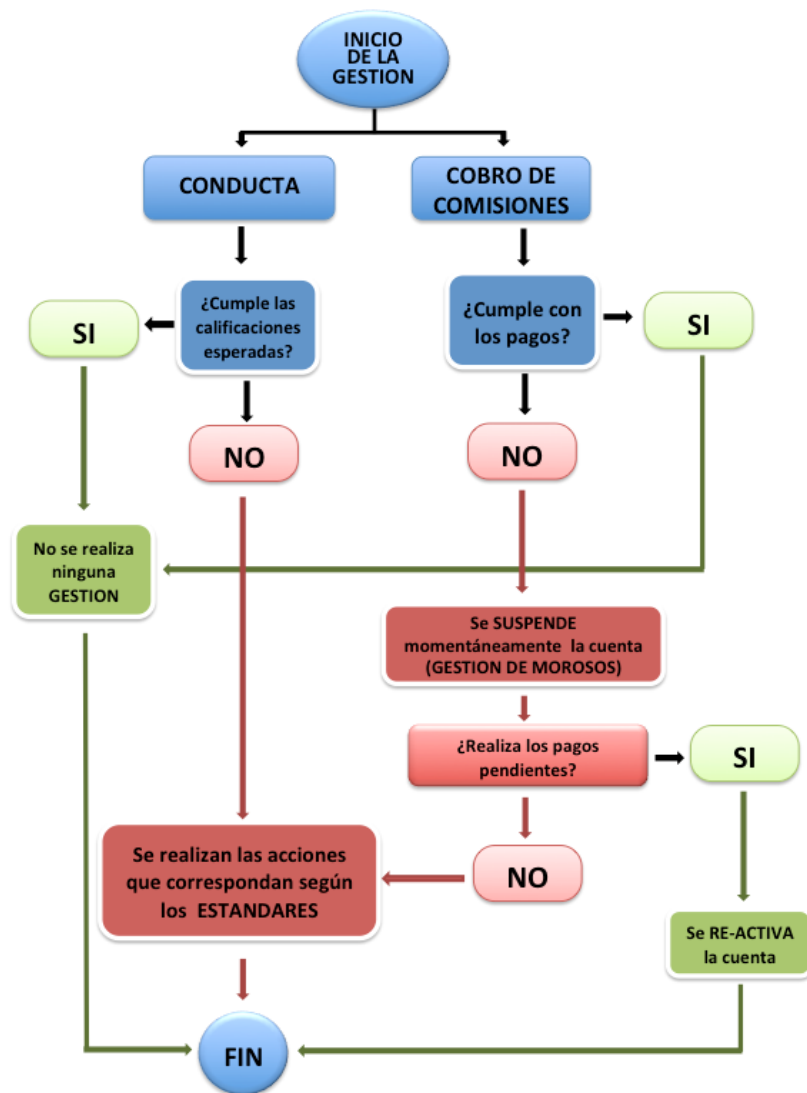 INICIO
DE LA
GESTION
CONDUCTA
COBRO DE
COMISIONES
¿Cumple las
calificaciones
esperadas?
SI
¿Cumple con
los pagos?
SI
NO
NO
No se realiza
ninguna
GESTION
Se SUSPENDE
momentáneamente la cuenta
(GESTION DE MOROSOS)
¿Realiza los pagos
pendientes?
SI
Se realizan las acciones
que correspondan según
los ESTANDARES
NO
Se RE-ACTIVA
la cuenta
FIN